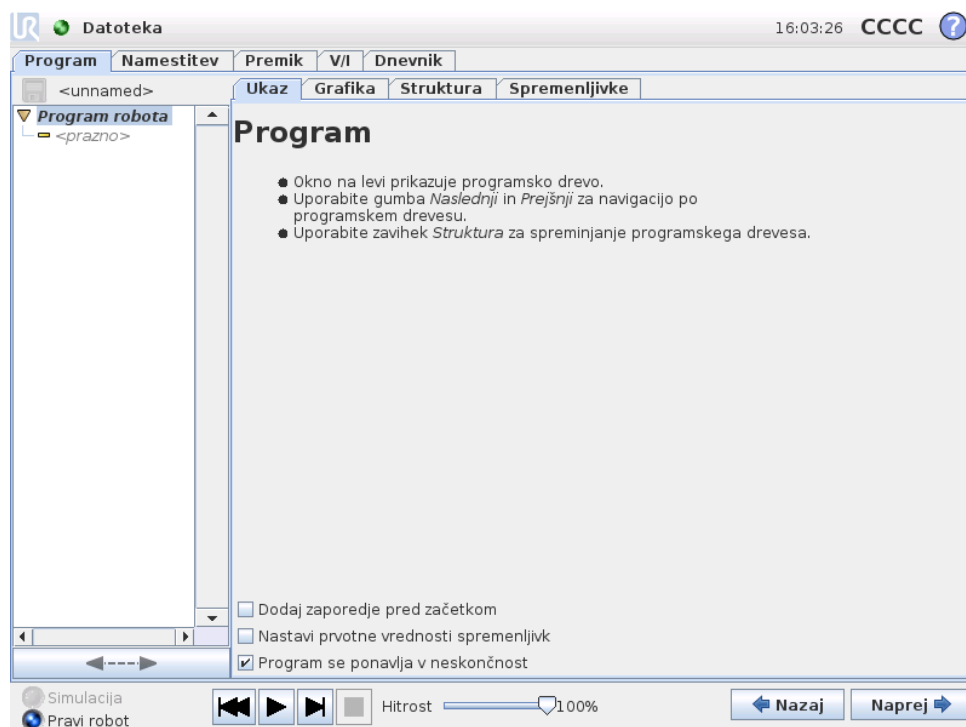 UR Datoteka 16:03:26 CCCC ?
Program Namestitev Premik V/I Dnevnik
<unnamed>
Ukaz Grafika Struktura Spremenljivke
Program robota
<prazno>
Program
Okno na levi prikazuje programsko drevo.
Uporabite gumba Naslednji in Prejšnji za navigacijo po
programskem drevesu.
Uporabite zavihek Struktura za spreminjanje programskega drevesa.
Dodaj zaporedje pred začetkom
Nastavi prvotne vrednosti spremenljivk
Program se ponavlja v neskončnost
Simulacija
Pravi robot
Hitrost 100%
Nazaj Naprej